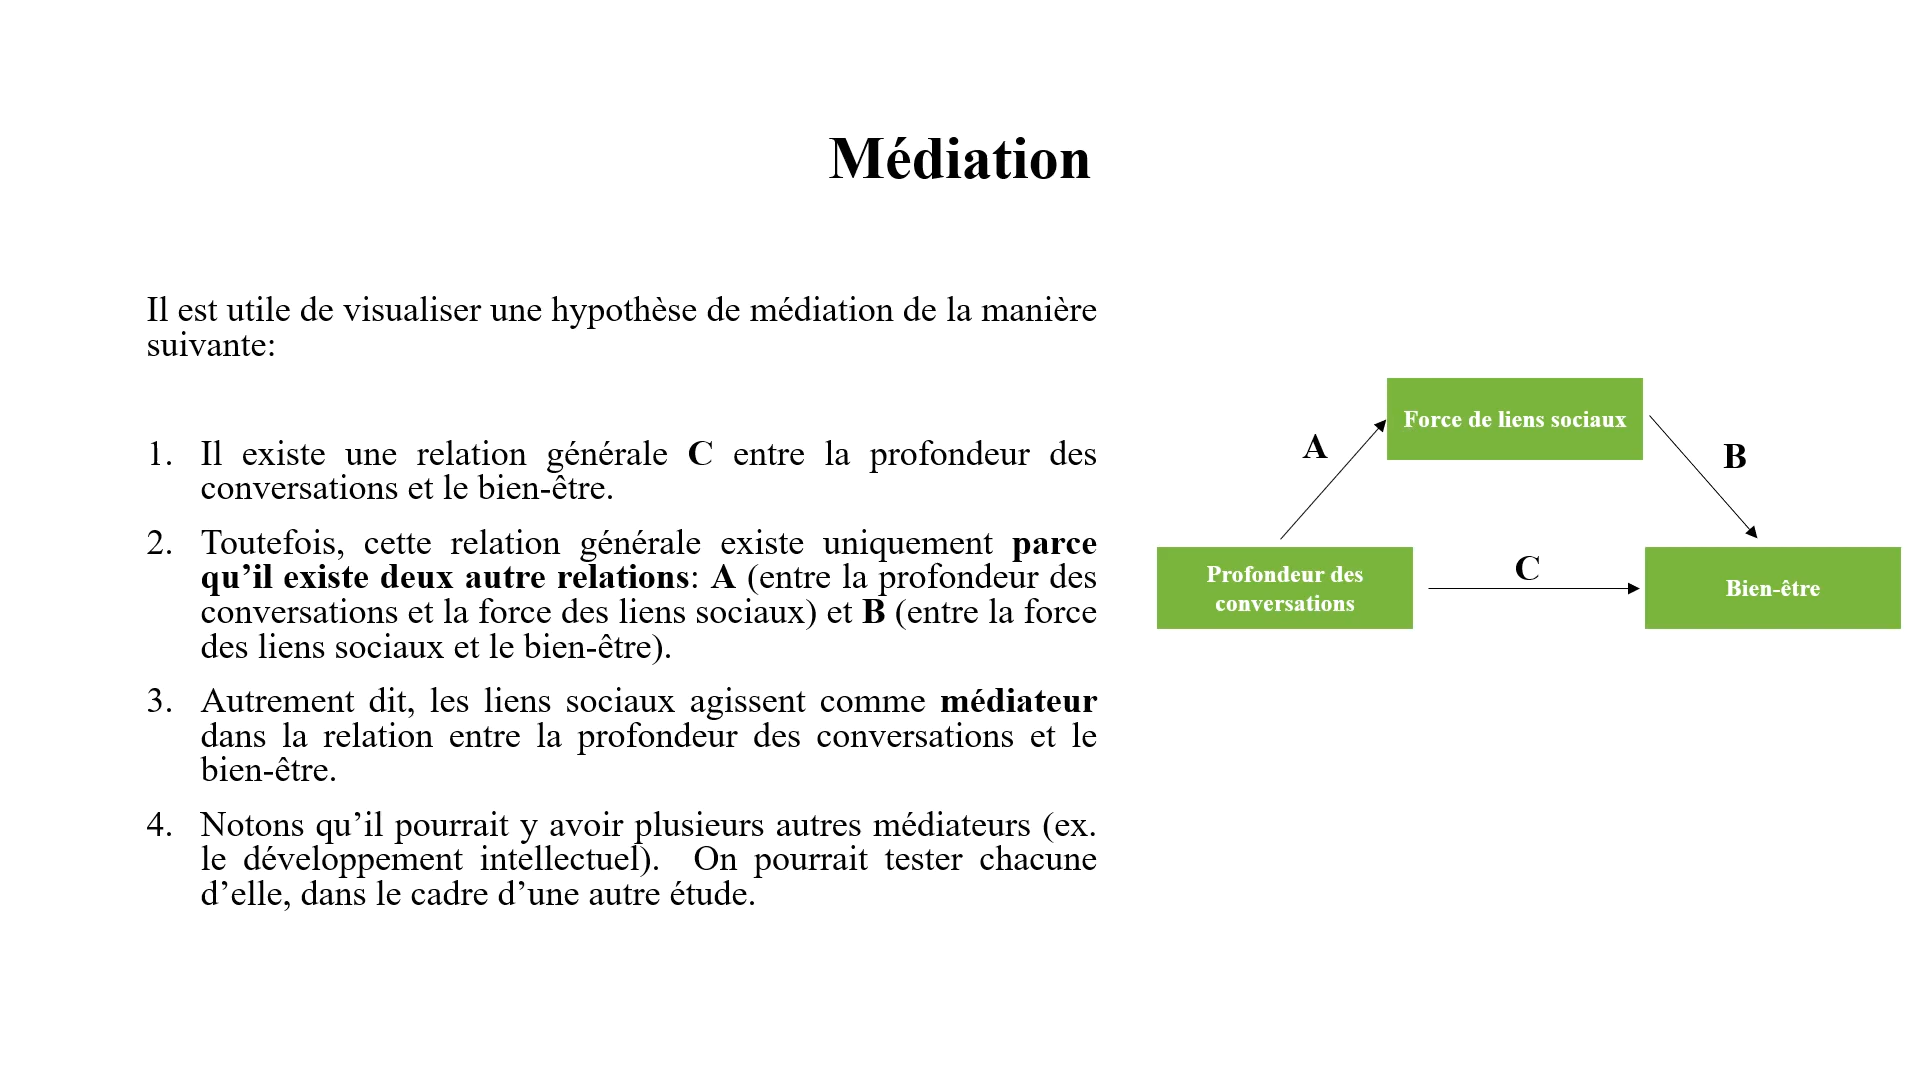 Médiation
Il est utile de visualiser une hypothèse de médiation de la manière
suivante:
1. Il existe une relation générale C entre la profondeur des
conversations et le bien-être.
2. Toutefois, cette relation générale existe uniquement parce
qu’il existe deux autre relations: A (entre la profondeur des
conversations et la force des liens sociaux) et B (entre la force
des liens sociaux et le bien-être).
3. Autrement dit, les liens sociaux agissent comme médiateur
dans la relation entre la profondeur des conversations et le
bien-être.
4. Notons qu’il pourrait y avoir plusieurs autres médiateurs (ex.
le développement intellectuel). On pourrait tester chacune
d’elle, dans le cadre d’une autre étude.
Force de liens sociaux
A
B
Profondeur des
conversations
C
Bien-être